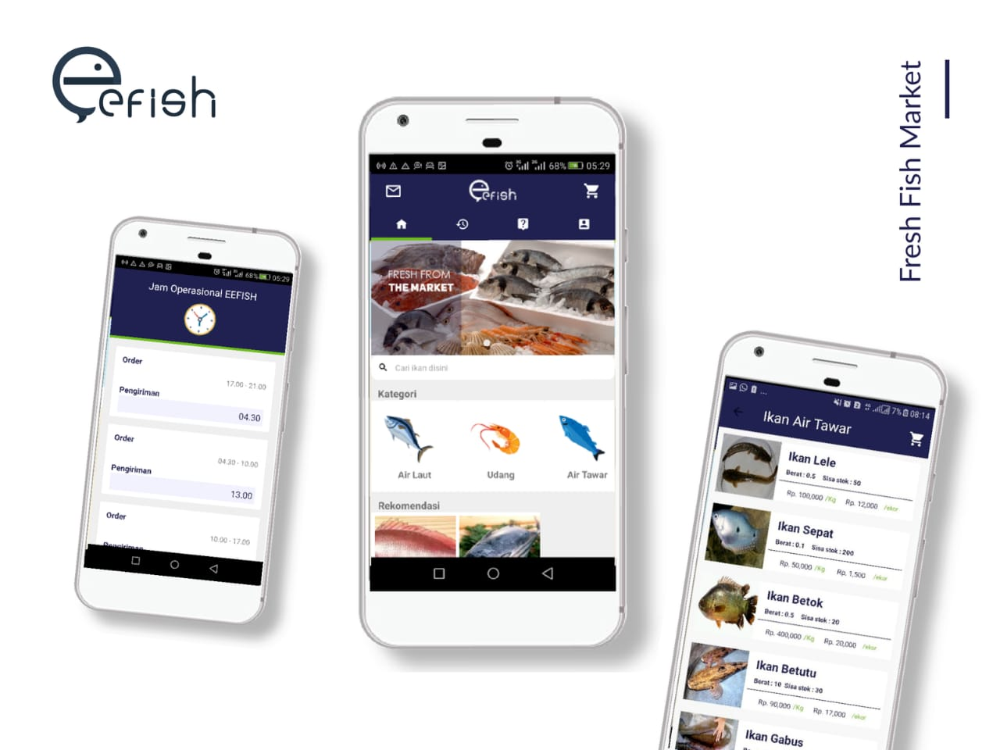 eFish
Fresh Fish Market
68% 05:29
Jam Operasional EEFISH
Order
17.00 - 21.00
Pengiriman
04.30
Order
04.30 - 10.00
Pengiriman
13.00
Order
10.00 - 17.00
Pengiriman
3G 2G 68% 05:29
eFish
FRESH FROM
THE MARKET
Cari ikan disini
Kategori
Air Laut Udang Air Tawar
Rekomendasi
7% 08:14
Ikan Air Tawar
Ikan Lele
Berat : 0.5 Sisa stok : 50
Rp. 100,000 /Kg Rp. 12,000 /ekor
Ikan Sepat
Berat : 0.1 Sisa stok : 200
Rp. 50,000 /Kg Rp. 1,500 /ekor
Ikan Betok
Berat : 0.5 Sisa stok : 20
Rp. 400,000 /Kg Rp. 20,000 /ekor
Ikan Betutu
Berat : 10 Sisa stok : 30
Rp. 90,000 /Kg Rp. 17,000 /ekor
Ikan Gabus